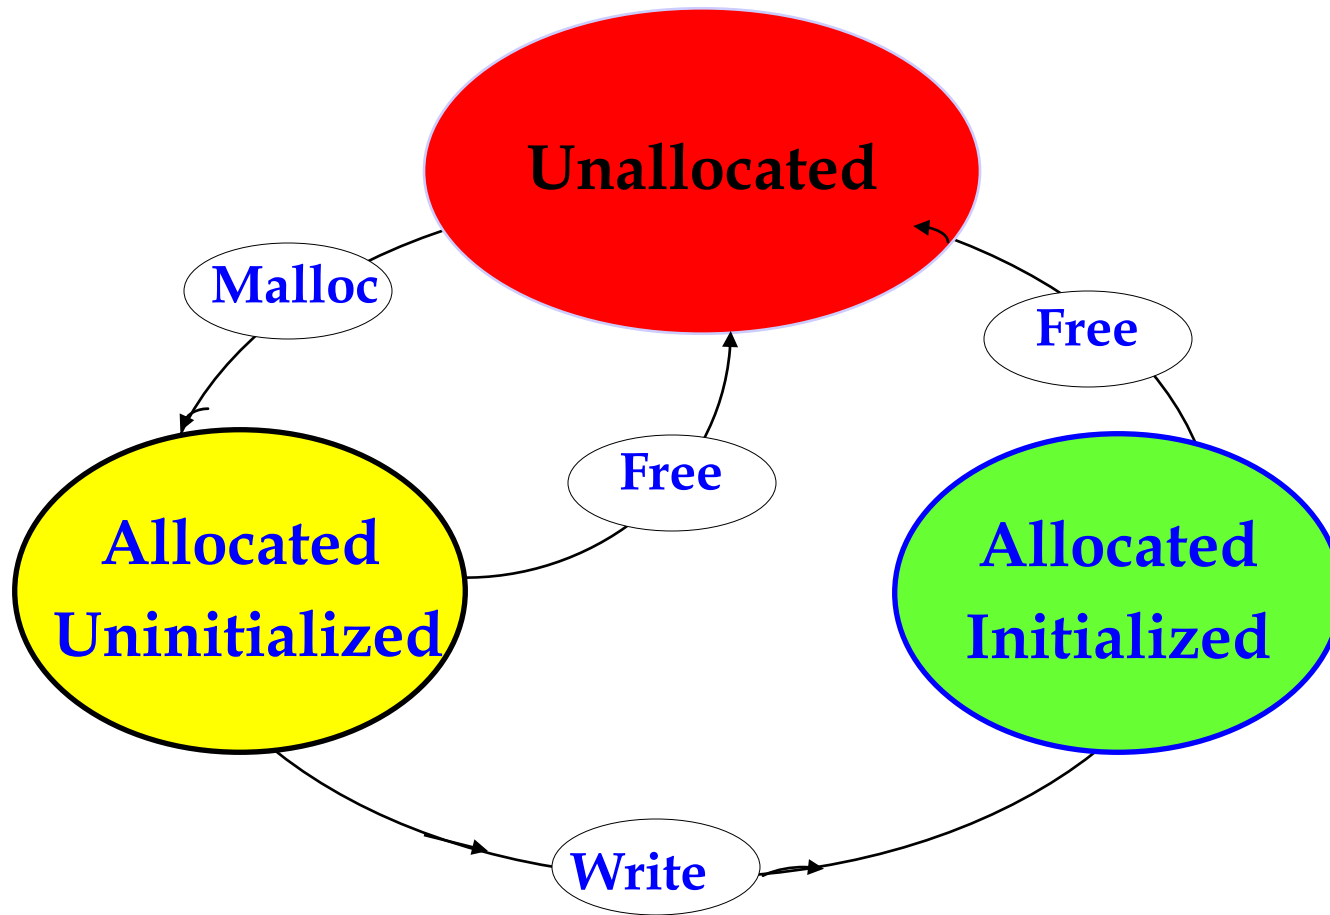 Unallocated
Malloc
Free
Free
Allocated
Uninitialized
Allocated
Initialized
Write